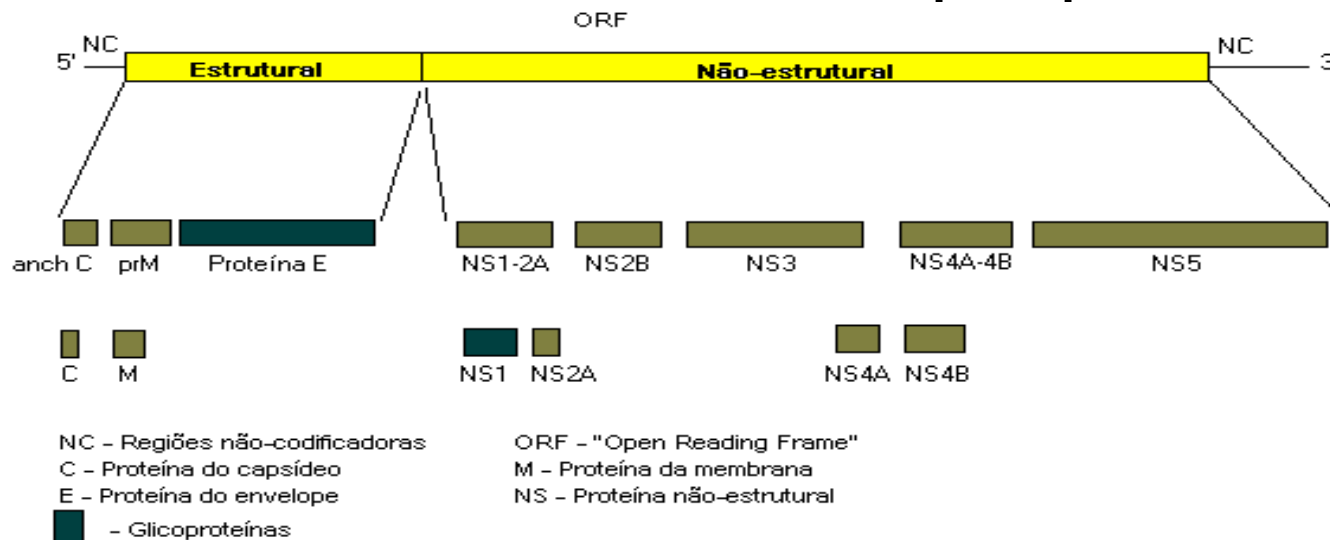 ORF
5' NC NC 3
Estrutural Não-estrutural
anch C prM Proteína E NS1-2A NS2B NS3 NS4A-4B NS5
C M NS1 NS2A NS4A NS4B
NC - Regiões não-codificadoras
C - Proteína do capsídeo
E - Proteína do envelope
- Glicoproteínas
ORF - "Open Reading Frame"
M - Proteína da membrana
NS - Proteína não-estrutural